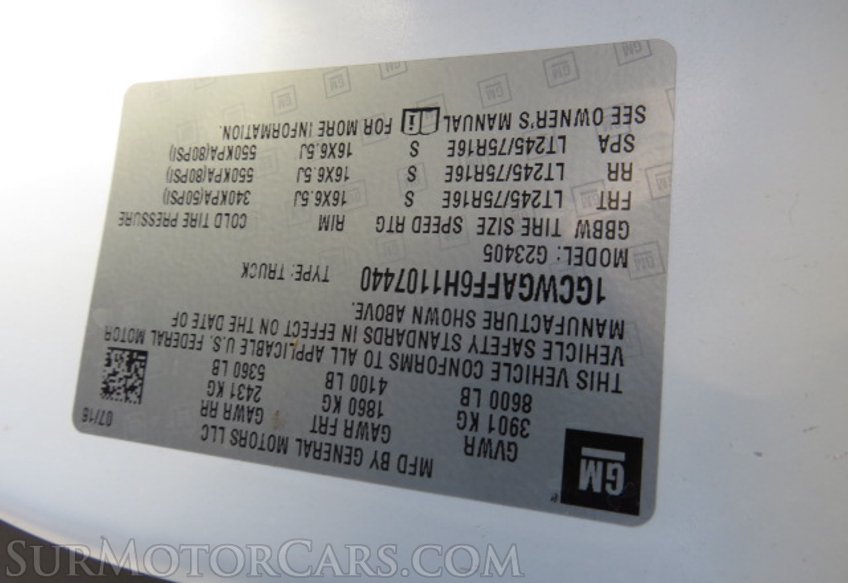 GM
MFD BY GENERAL MOTORS LLC 07/16
GVWR GAWR FRT GAWR RR
3901 KG 1860 KG 2431 KG
8600 LB 4100 LB 5360 LB
THIS VEHICLE CONFORMS TO ALL APPLICABLE U.S. FEDERAL MOTOR
VEHICLE SAFETY STANDARDS IN EFFECT ON THE DATE OF
MANUFACTURE SHOWN ABOVE.
1GCWGAFF6H1107440 TYPE: TRUCK
MODEL: G23405
GBBW TIRE SIZE SPEED RTG RIM COLD TIRE PRESSURE
FRT LT245/75R16E S 16X6.5J 340KPA(50PSI)
RR LT245/75R16E S 16X6.5J 550KPA(80PSI)
SPA LT245/75R16E S 16X6.5J 550KPA(80PSI)
SEE OWNER'S MANUAL FOR MORE INFORMATION.
SURMOTORCARS.COM